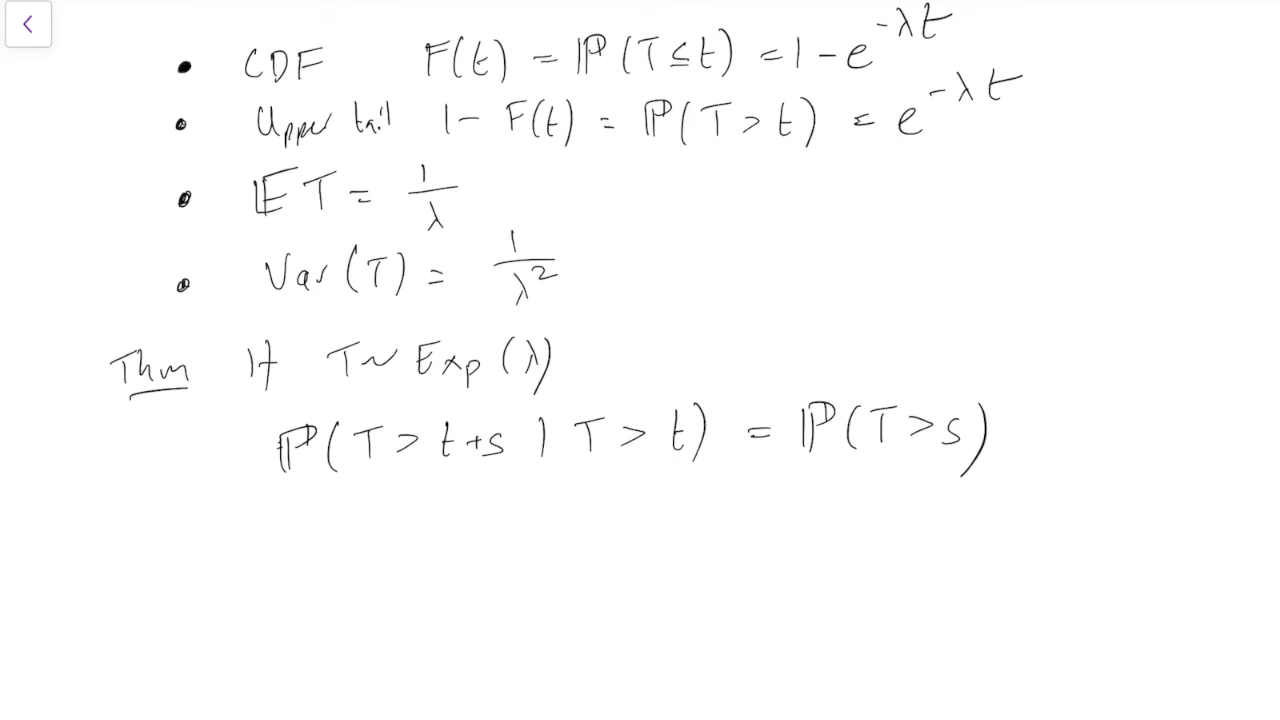 • CDF F(t) = ℙ(T ≤ t) = 1 - e^{-λt}
• Upper tail 1 - F(t) = ℙ(T > t) = e^{-λt}
• 𝔼T = 1/λ
• Var(T) = 1/λ²
Thm If T ~ Exp(λ)
ℙ(T > t+s | T > t) = ℙ(T > s)